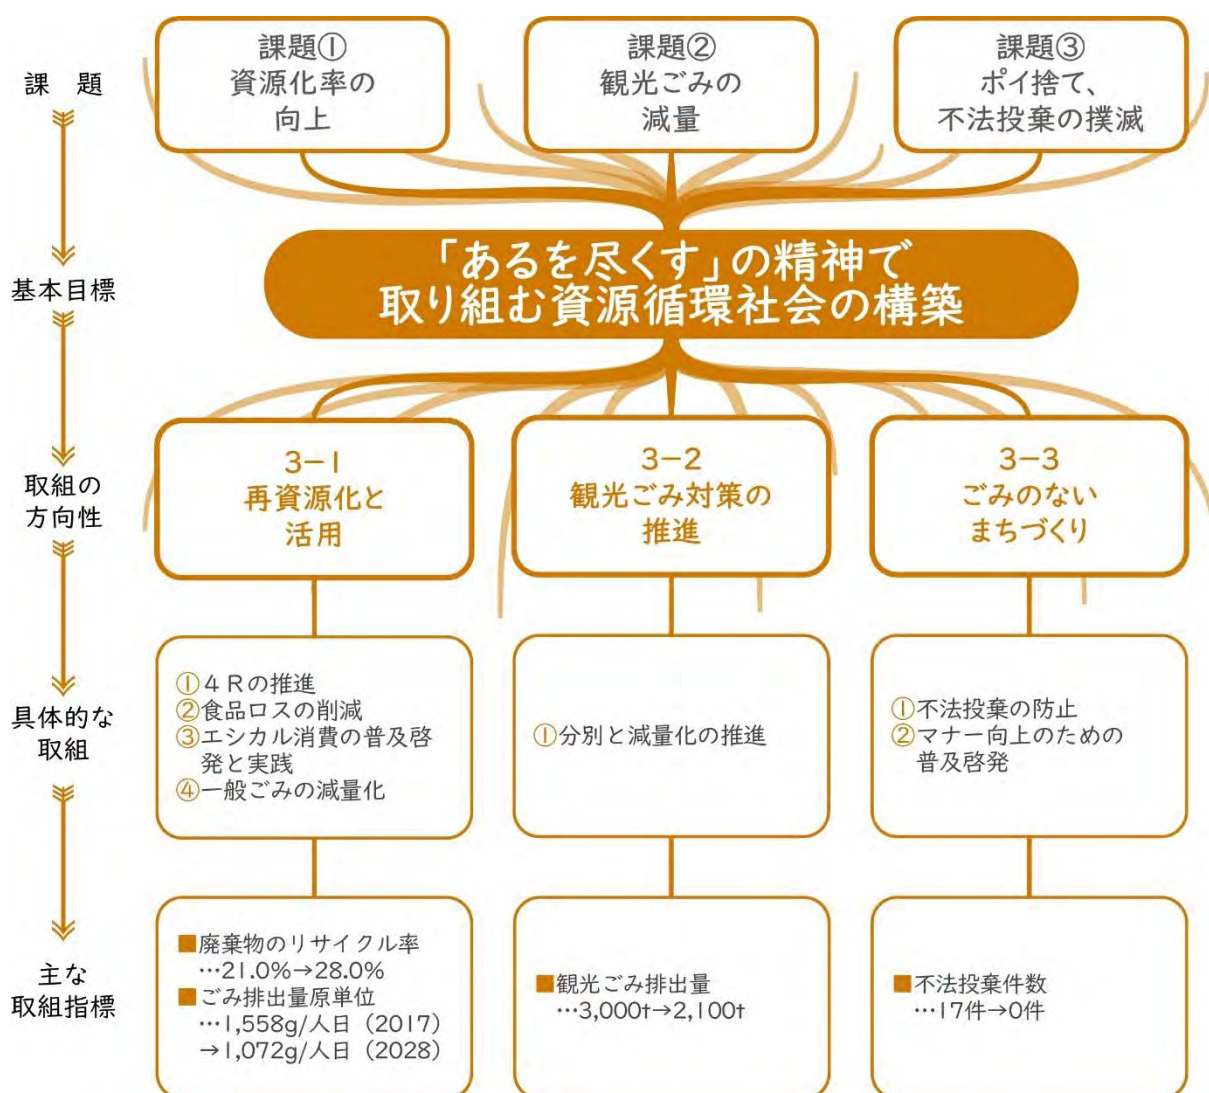 課 題
課題①
資源化率の
向上
課題②
観光ごみの
減量
課題③
ポイ捨て、
不法投棄の撲滅
基本目標
「あるを尽くす」の精神で
取り組む資源循環社会の構築
取組の
方向性
3-1
再資源化と
活用
3-2
観光ごみ対策の
推進
3-3
ごみのない
まちづくり
具体的な
取組
①4Rの推進
②食品ロスの削減
③エシカル消費の普及啓
発と実践
④一般ごみの減量化
①分別と減量化の推進
①不法投棄の防止
②マナー向上のための
普及啓発
主な
取組指標
■廃棄物のリサイクル率
…21.0%→28.0%
■ごみ排出量原単位
…1,558g/人日（2017）
→1,072g/人日（2028）
■観光ごみ排出量
…3,000t→2,100t
■不法投棄件数
…17件→0件